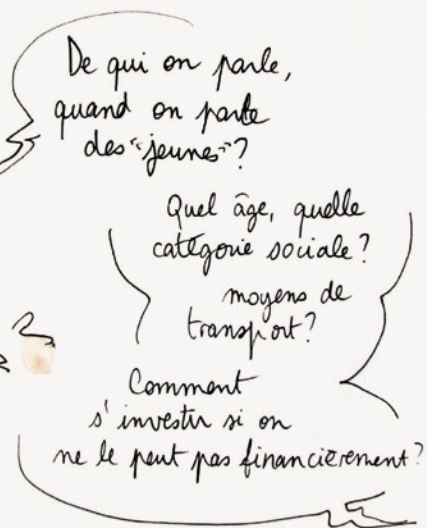 De qui on parle,
quand on parle
des "jeunes"?
Quel âge, quelle
catégorie sociale?
moyens de
transport?
Comment
s'investir si on
ne le peut pas financièrement?